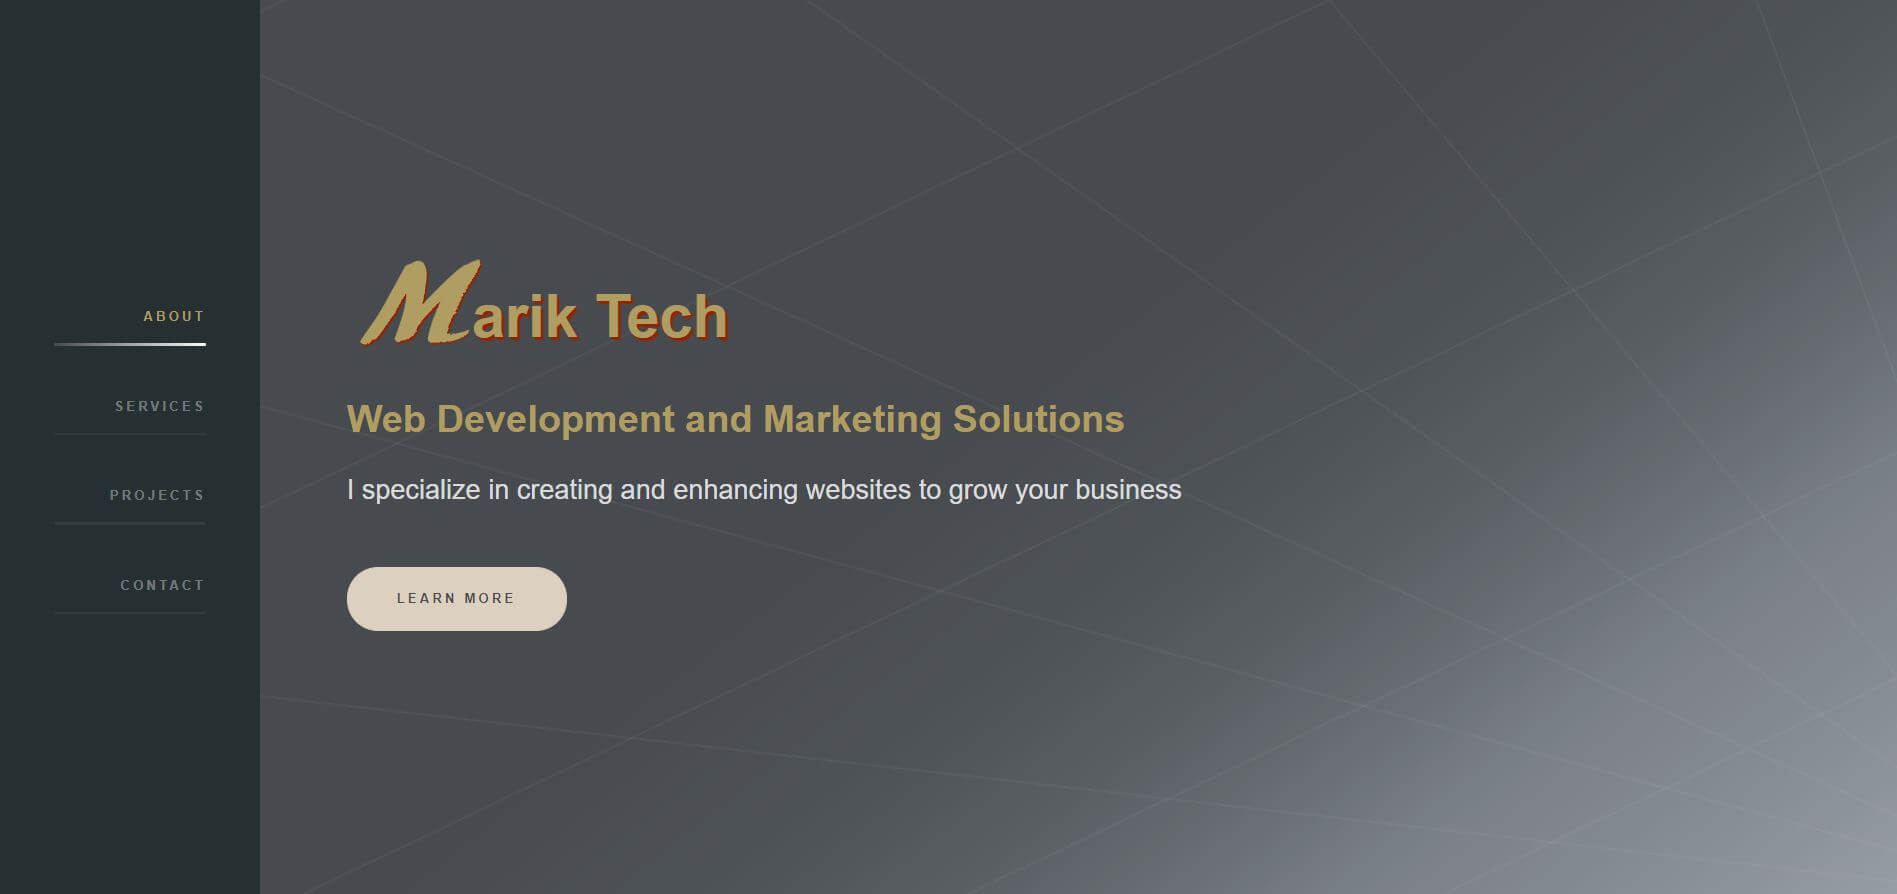 ABOUT
SERVICES
PROJECTS
CONTACT
Marik Tech
Web Development and Marketing Solutions
I specialize in creating and enhancing websites to grow your business
LEARN MORE